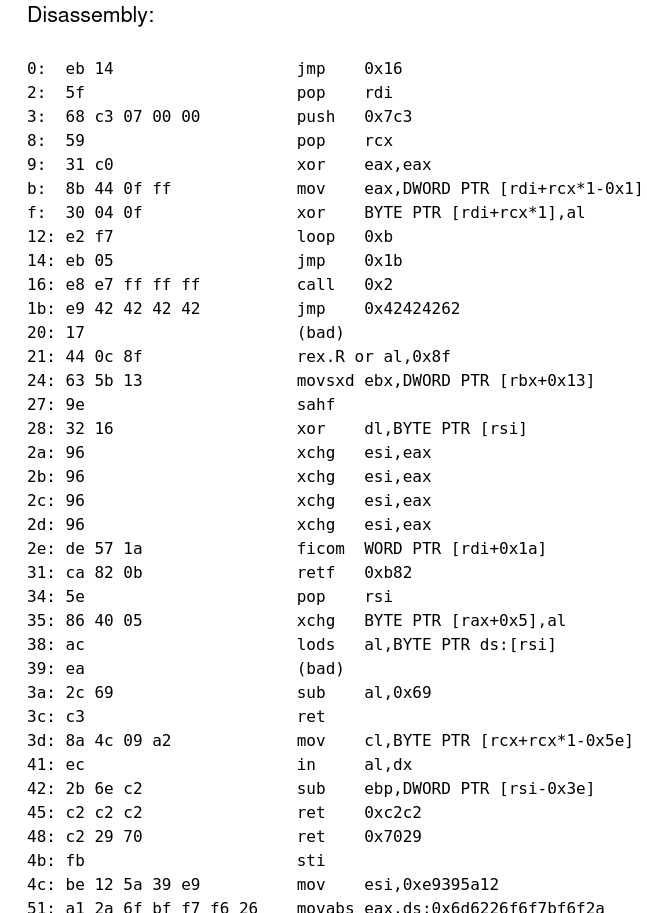 Disassembly:
0: eb 14 jmp 0x16
2: 5f pop rdi
3: 68 c3 07 00 00 push 0x7c3
8: 59 pop rcx
9: 31 c0 xor eax,eax
b: 8b 44 0f ff mov eax,DWORD PTR [rdi+rcx*1-0x1]
f: 30 04 0f xor BYTE PTR [rdi+rcx*1],al
12: e2 f7 loop 0xb
14: eb 05 jmp 0x1b
16: e8 e7 ff ff ff call 0x2
1b: e9 42 42 42 42 jmp 0x42424262
20: 17 (bad)
21: 44 0c 8f rex.R or al,0x8f
24: 63 5b 13 movsxd ebx,DWORD PTR [rbx+0x13]
27: 9e sahf
28: 32 16 xor dl,BYTE PTR [rsi]
2a: 96 xchg esi,eax
2b: 96 xchg esi,eax
2c: 96 xchg esi,eax
2d: 96 xchg esi,eax
2e: de 57 1a ficom WORD PTR [rdi+0x1a]
31: ca 82 0b retf 0xb82
34: 5e pop rsi
35: 86 40 05 xchg BYTE PTR [rax+0x5],al
38: ac lods al,BYTE PTR ds:[rsi]
39: ea (bad)
3a: 2c 69 sub al,0x69
3c: c3 ret
3d: 8a 4c 09 a2 mov cl,BYTE PTR [rcx+rcx*1-0x5e]
41: ec in al,dx
42: 2b 6e c2 sub ebp,DWORD PTR [rsi-0x3e]
45: c2 c2 c2 ret 0xc2c2
48: c2 29 70 ret 0x7029
4b: fb sti
4c: be 12 5a 39 e9 mov esi,0xe9395a12
51: a1 2a 6f bf f7 f6 26 movabs eax,ds:0x6d6226f6f7bf6f2a